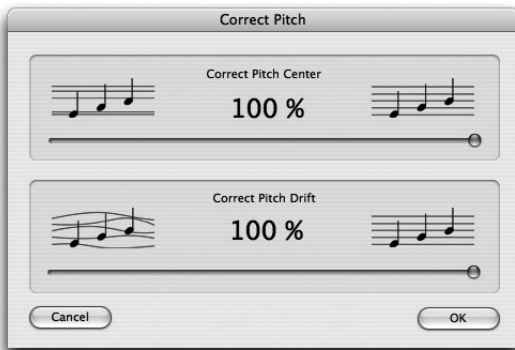 Correct Pitch
Correct Pitch Center
100 %
Correct Pitch Drift
100 %
Cancel
OK